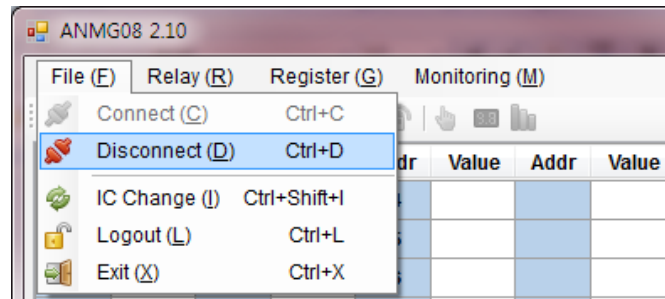 ANMG08 2.10
File (F) Relay (R) Register (G) Monitoring (M)
Connect (C) Ctrl+C
Disconnect (D) Ctrl+D
dr Value Addr Value
IC Change (I) Ctrl+Shift+I
Logout (L) Ctrl+L
Exit (X) Ctrl+X